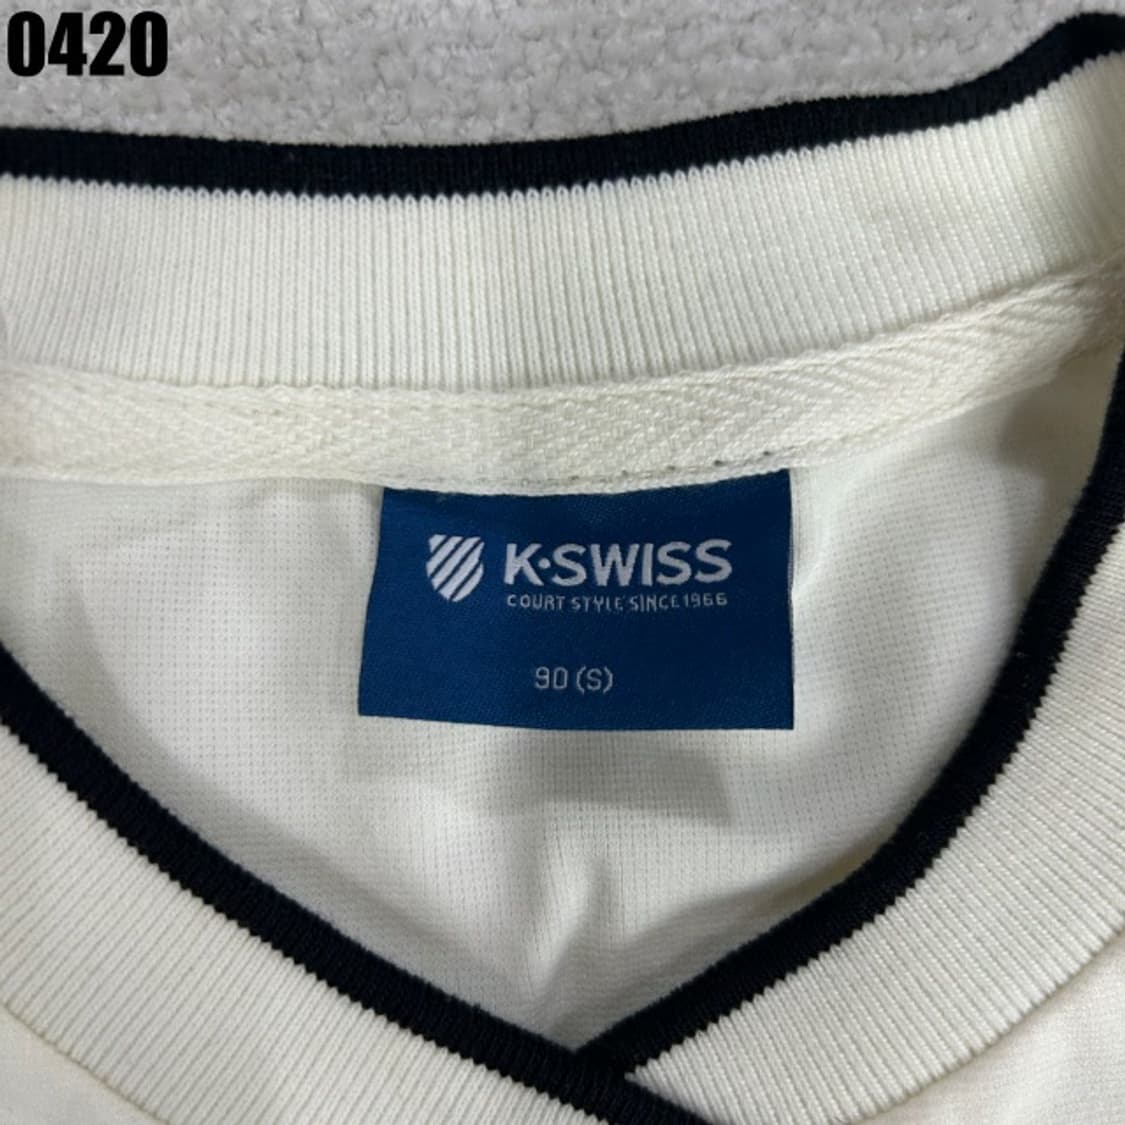 0420
K·SWISS
COURT STYLE SINCE 1966
90 (S)